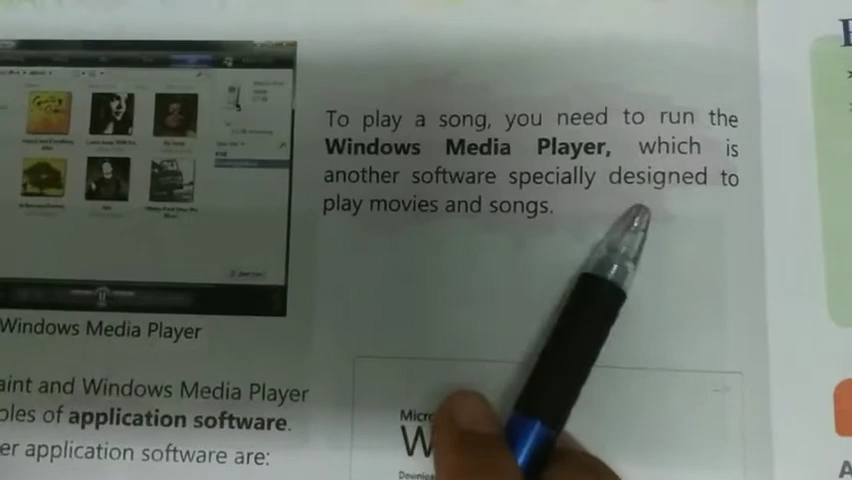 To play a song, you need to run the
Windows Media Player, which is
another software specially designed to
play movies and songs.
Windows Media Player
aint and Windows Media Player
ples of application software.
er application software are:
Micr
W
Downloa